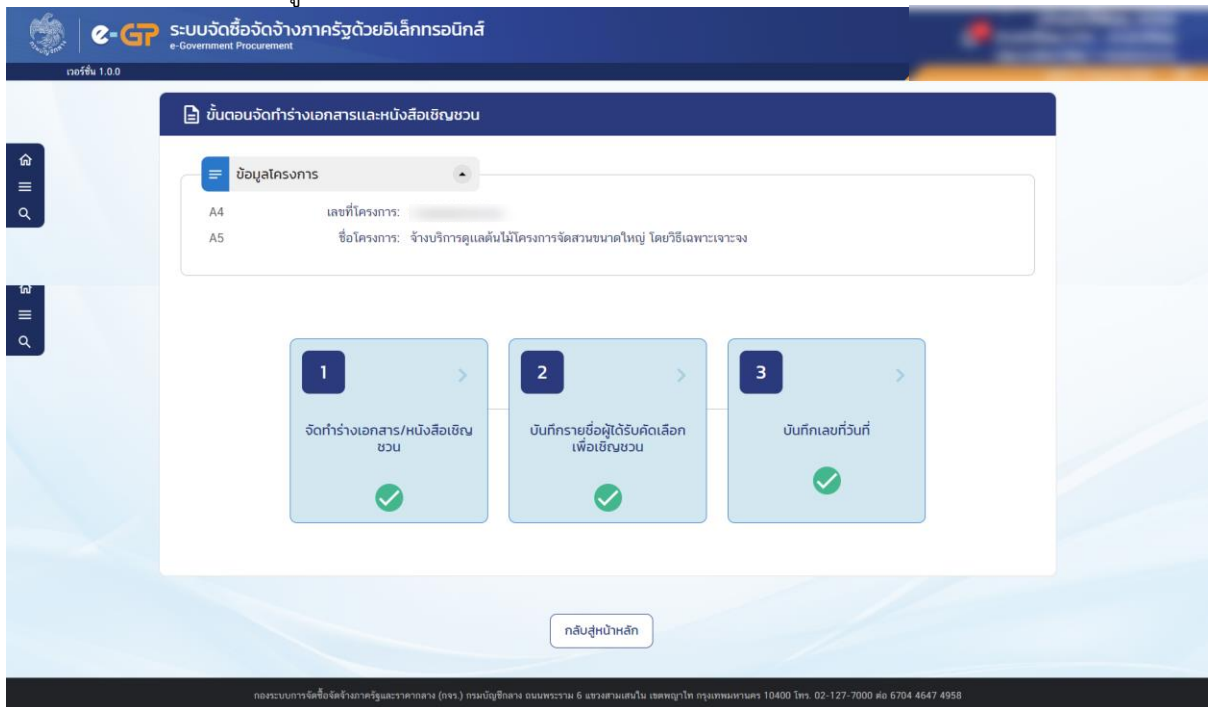 e-GP ระบบจัดซื้อจัดจ้างภาครัฐด้วยอิเล็กทรอนิกส์
e-Government Procurement
เวอร์ชั่น 1.0.0
ขั้นตอนจัดทำร่างเอกสารและหนังสือเชิญชวน
ข้อมูลโครงการ
A4 เลขที่โครงการ:
A5 ชื่อโครงการ: จ้างบริการดูแลต้นไม้โครงการจัดสวนขนาดใหญ่ โดยวิธีเฉพาะเจาะจง
1
จัดทำร่างเอกสาร/หนังสือเชิญ
ชวน
2
บันทึกรายชื่อผู้ได้รับคัดเลือก
เพื่อเชิญชวน
3
บันทึกเลขที่วันที่
กลับสู่หน้าหลัก
กองระบบการจัดซื้อจัดจ้างภาครัฐและราคากลาง (กจร.) กรมบัญชีกลาง ถนนพระราม 6 แขวงสามเสนใน เขตพญาไท กรุงเทพมหานคร 10400 โทร. 02-127-7000 ต่อ 6704 4647 4958